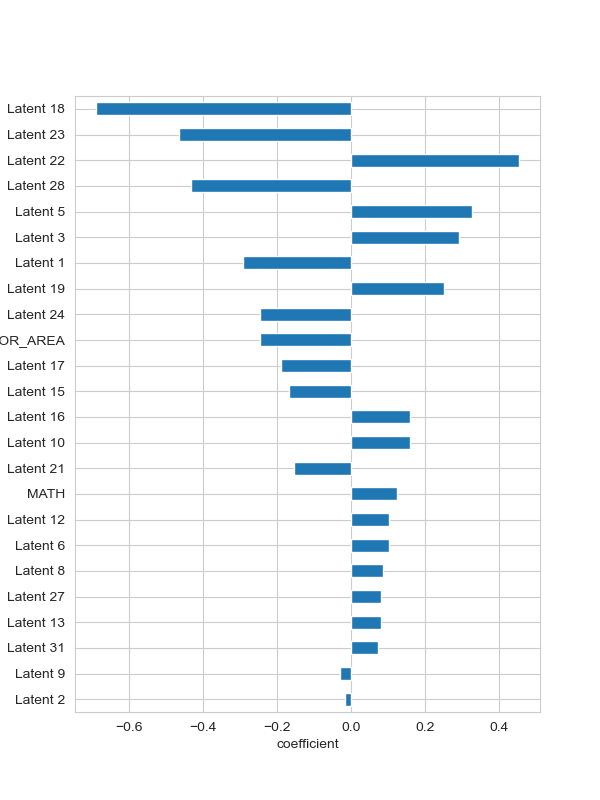 Latent 18
Latent 23
Latent 22
Latent 28
Latent 5
Latent 3
Latent 1
Latent 19
Latent 24
OR_AREA
Latent 17
Latent 15
Latent 16
Latent 10
Latent 21
MATH
Latent 12
Latent 6
Latent 8
Latent 27
Latent 13
Latent 31
Latent 9
Latent 2
−0.6 −0.4 −0.2 0.0 0.2 0.4
coefficient